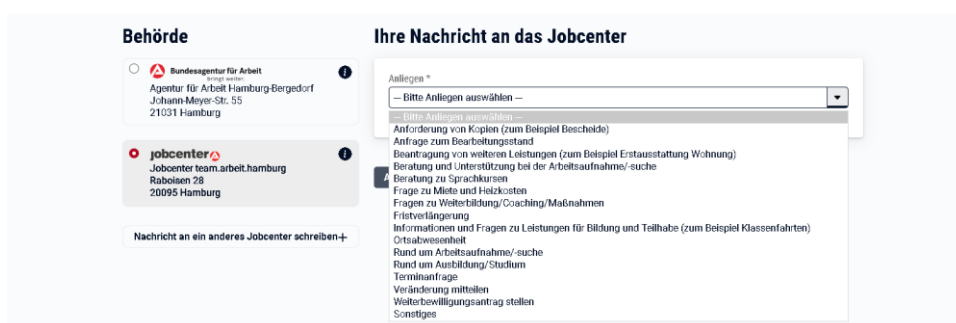 Behörde
Bundesagentur für Arbeit
bringt weiter.
Agentur für Arbeit Hamburg-Bergedorf
Johann-Meyer-Str. 55
21031 Hamburg
jobcenter
Jobcenter team.arbeit.hamburg
Raboisen 28
20095 Hamburg
Nachricht an ein anderes Jobcenter schreiben+
Ihre Nachricht an das Jobcenter
Anliegen *
— Bitte Anliegen auswählen —
— Bitte Anliegen auswählen —
Anforderung von Kopien (zum Beispiel Bescheide)
Anfrage zum Bearbeitungsstand
Beantragung von weiteren Leistungen (zum Beispiel Erstausstattung Wohnung)
Beratung und Unterstützung bei der Arbeitsaufnahme/-suche
Beratung zu Sprachkursen
Frage zu Miete und Heizkosten
Fragen zu Weiterbildung/Coaching/Maßnahmen
Fristverlängerung
Informationen und Fragen zu Leistungen für Bildung und Teilhabe (zum Beispiel Klassenfahrten)
Ortsabwesenheit
Rund um Arbeitsaufnahme/-suche
Rund um Ausbildung/Studium
Terminanfrage
Veränderung mitteilen
Weiterbewilligungsantrag stellen
Sonstiges